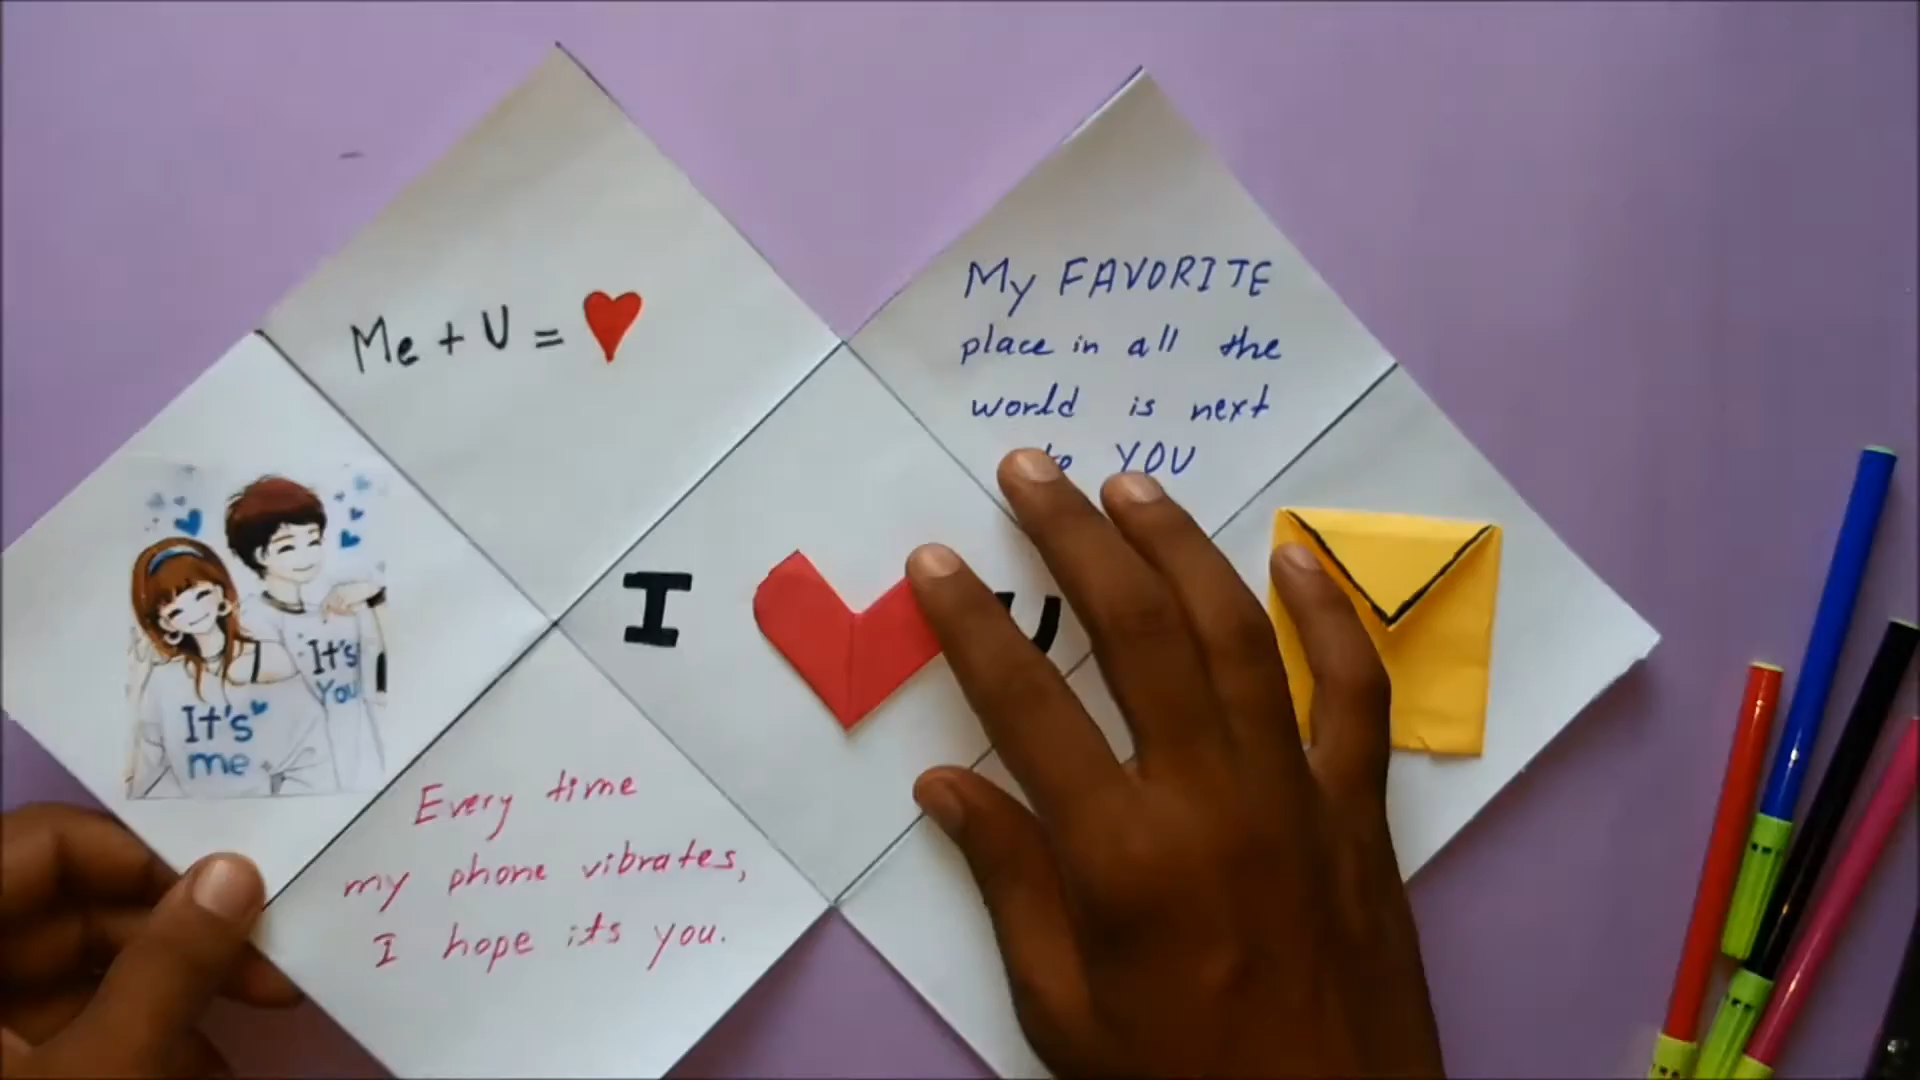 Me + U =
My FAVORITE
place in all the
world is next
to YOU
I U
It's
You
It's
me
Every time
my phone vibrates,
I hope its you.